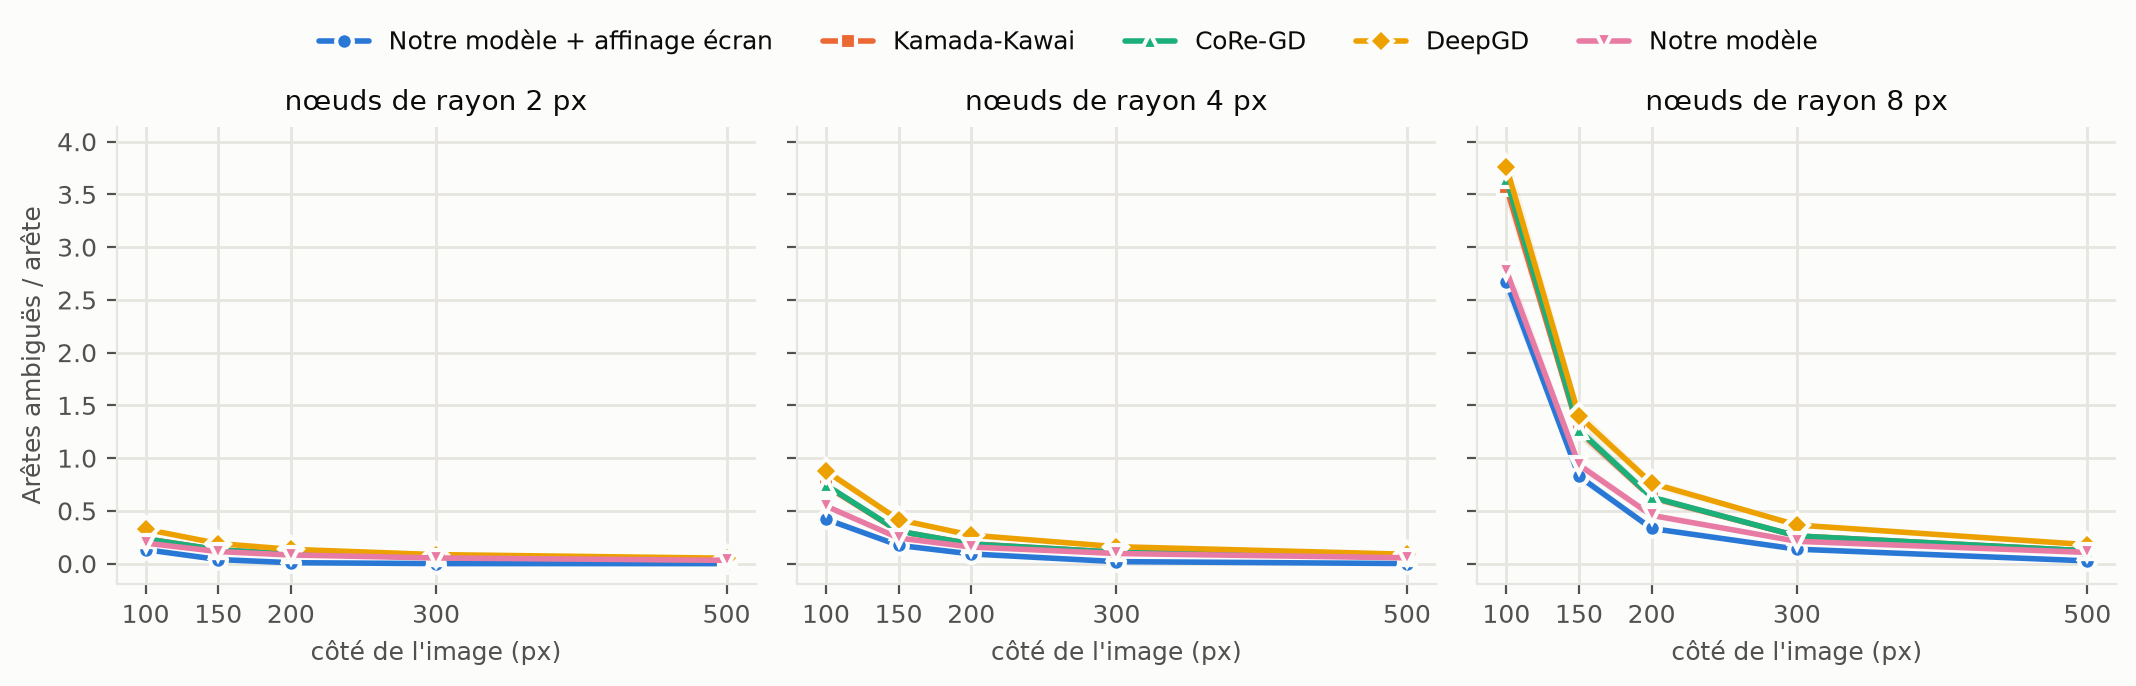 Notre modèle + affinage écran Kamada-Kawai CoRe-GD DeepGD Notre modèle
nœuds de rayon 2 px nœuds de rayon 4 px nœuds de rayon 8 px
Arêtes ambiguës / arête
4.0
3.5
3.0
2.5
2.0
1.5
1.0
0.5
0.0
100 150 200 300 500 100 150 200 300 500 100 150 200 300 500
côté de l'image (px) côté de l'image (px) côté de l'image (px)